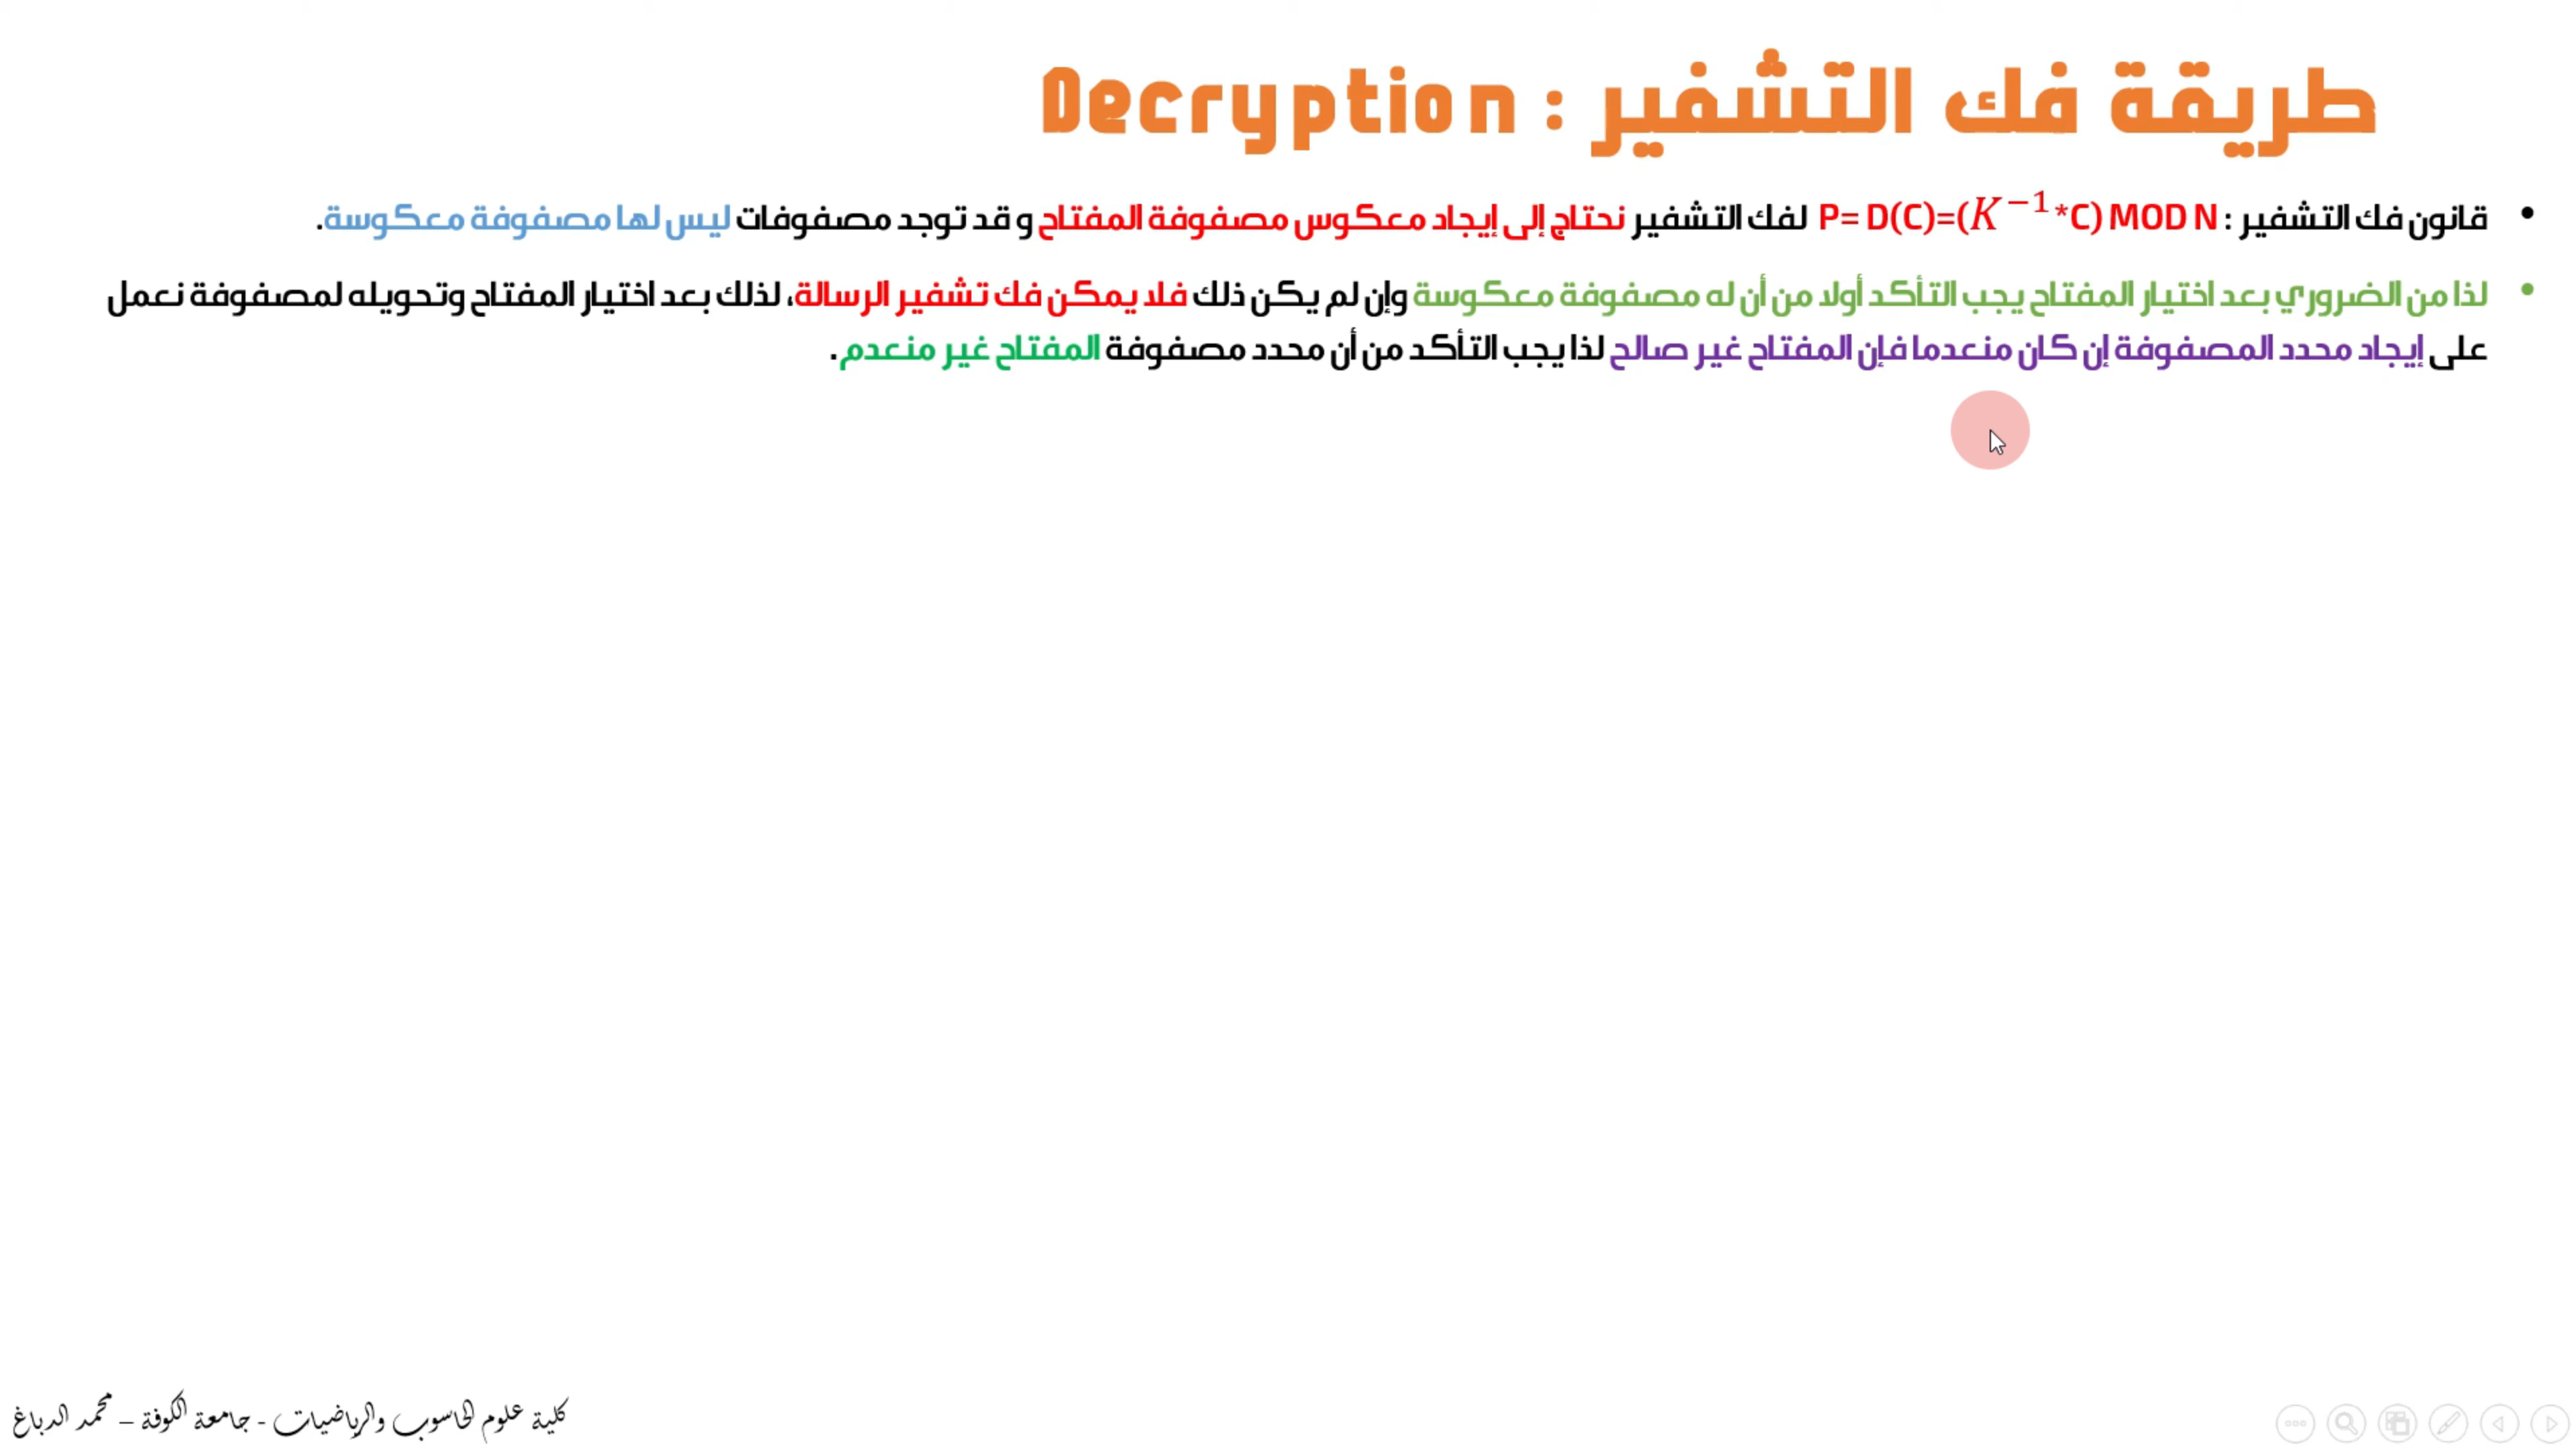 طريقة فك التشفير : Decryption
• قانون فك التشفير : P= D(C)=(K⁻¹*C) MOD N لفك التشفير نحتاج إلى إيجاد معكوس مصفوفة المفتاح و قد توجد مصفوفات ليس لها مصفوفة معكوسة.
• لذا من الضروري بعد اختيار المفتاح يجب التأكد أولا من أن له مصفوفة معكوسة وإن لم يكن ذلك فلا يمكن فك تشفير الرسالة، لذلك بعد اختيار المفتاح وتحويله لمصفوفة نعمل
على إيجاد محدد المصفوفة إن كان منعدما فإن المفتاح غير صالح لذا يجب التأكد من أن محدد مصفوفة المفتاح غير منعدم.
كلية علوم الحاسوب والرياضيات - جامعة الكوفة – محمد الدباغ